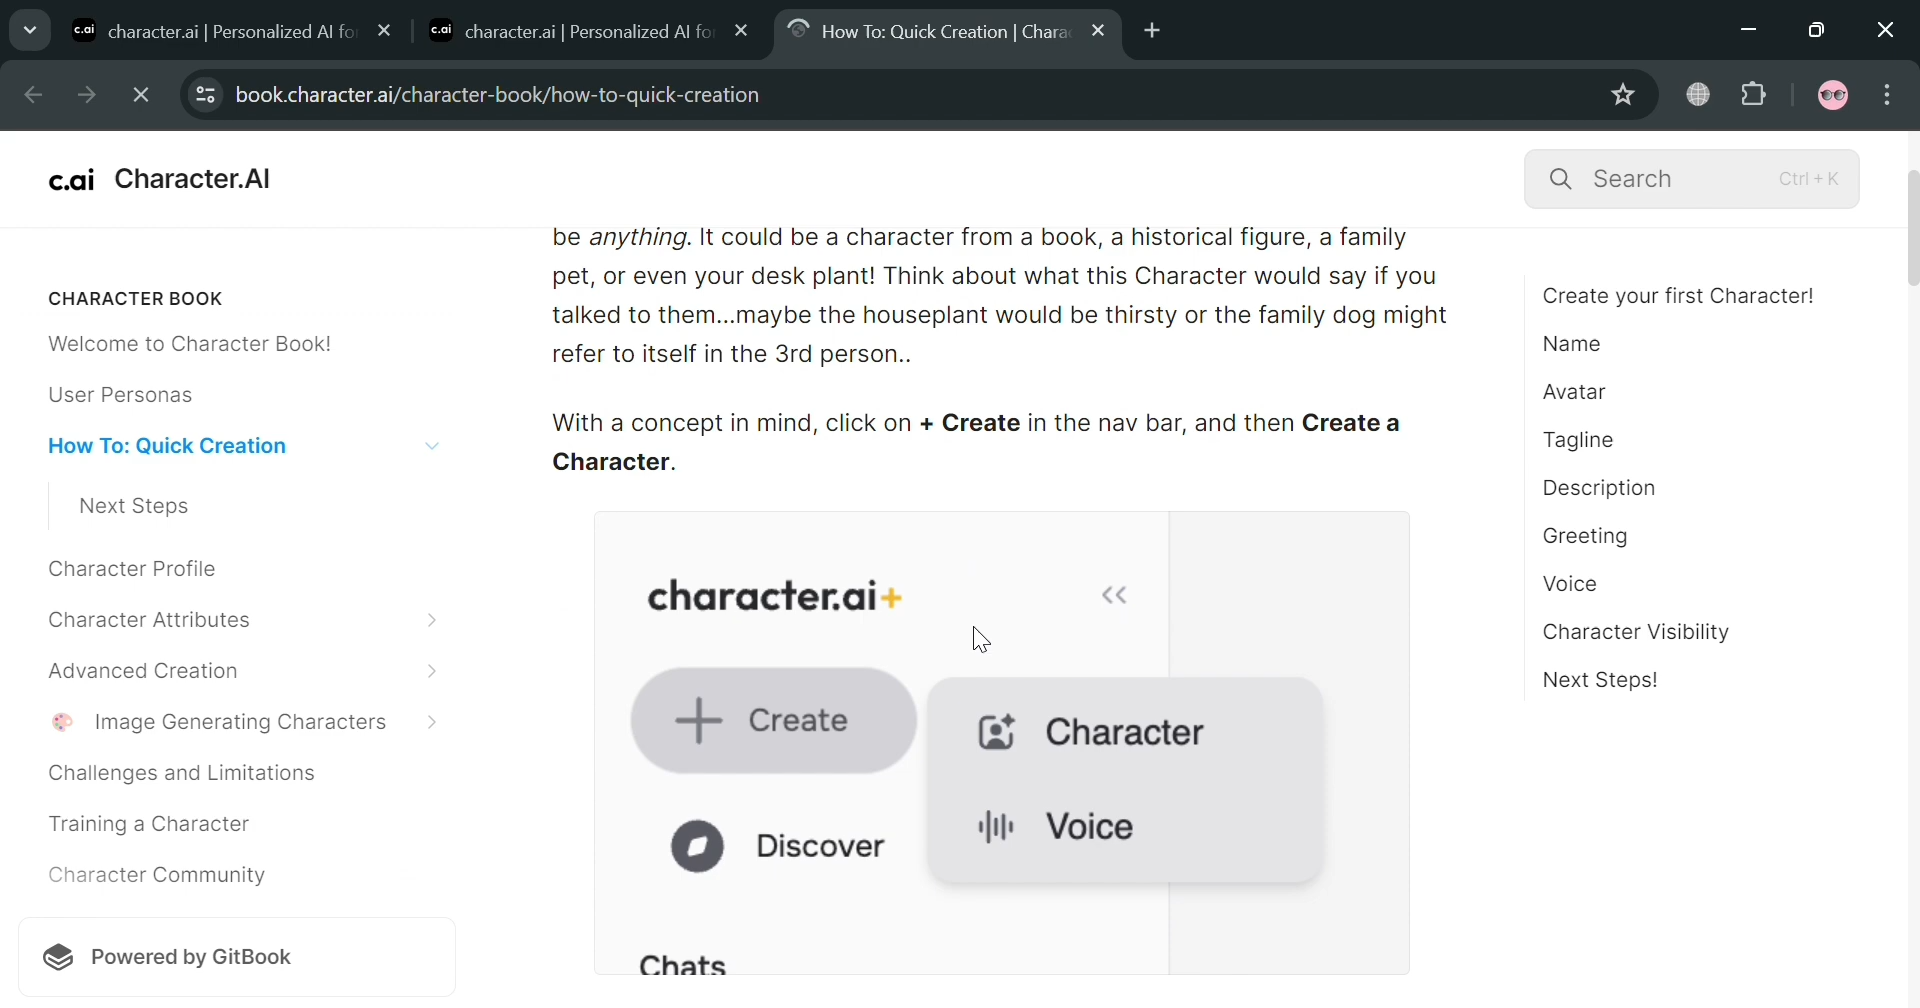 c.ai character.ai | Personalized AI for
c.ai character.ai | Personalized AI fo
How To: Quick Creation | Chara
book.character.ai/character-book/how-to-quick-creation
c.ai Character.AI
Search Ctrl + K
CHARACTER BOOK
Welcome to Character Book!
User Personas
How To: Quick Creation
Next Steps
Character Profile
Character Attributes
Advanced Creation
Image Generating Characters
Challenges and Limitations
Training a Character
Character Community
Powered by GitBook
be anything. It could be a character from a book, a historical figure, a family
pet, or even your desk plant! Think about what this Character would say if you
talked to them...maybe the houseplant would be thirsty or the family dog might
refer to itself in the 3rd person..
With a concept in mind, click on + Create in the nav bar, and then Create a
Character.
character.ai+
Create
Character
Voice
Discover
Chats
Create your first Character!
Name
Avatar
Tagline
Description
Greeting
Voice
Character Visibility
Next Steps!